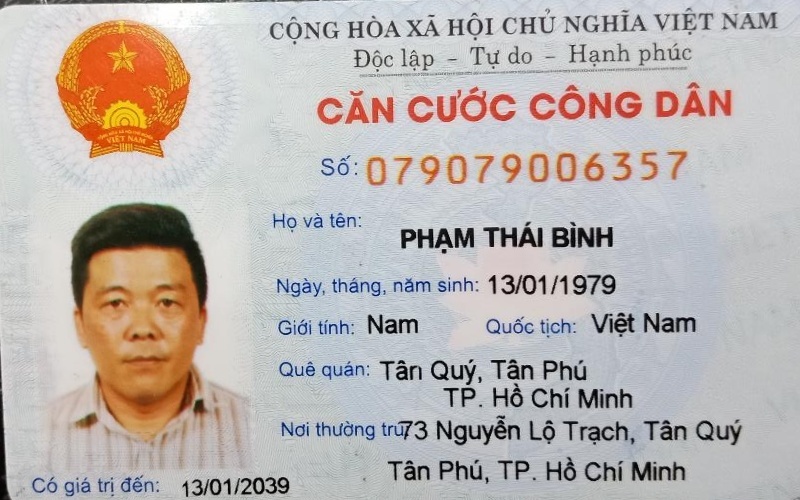 CỘNG HÒA XÃ HỘI CHỦ NGHĨA VIỆT NAM
Độc lập - Tự do - Hạnh phúc
CĂN CƯỚC CÔNG DÂN
Số: 079079006357
Họ và tên: PHẠM THÁI BÌNH
Ngày, tháng, năm sinh: 13/01/1979
Giới tính: Nam Quốc tịch: Việt Nam
Quê quán: Tân Quý, Tân Phú
TP. Hồ Chí Minh
Nơi thường trú: 73 Nguyễn Lộ Trạch, Tân Quý
Tân Phú, TP. Hồ Chí Minh
Có giá trị đến: 13/01/2039
VIỆT NAM